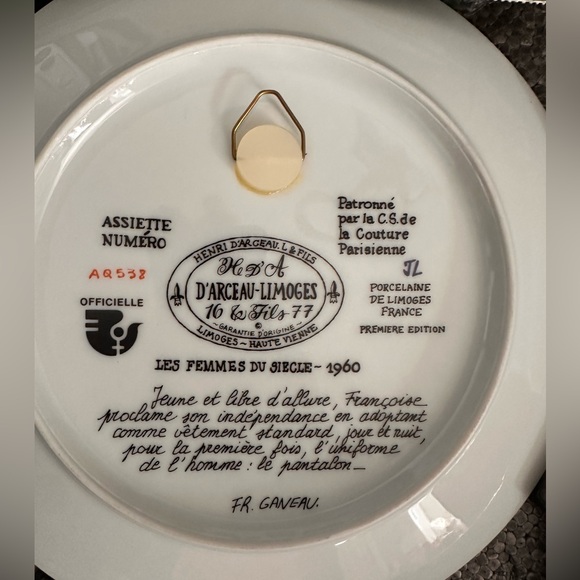 ASSIETTE
NUMÉRO
AQ538
OFFICIELLE
HENRI D'ARCEAU. L & FILS
H D'A
D'ARCEAU-LIMOGES
16 & Fils 77
GARANTIE D'ORIGINE
LIMOGES ~ HAUTE VIENNE
Patronné
par la C.S. de
la Couture
Parisienne
JL
PORCELAINE
DE LIMOGES
FRANCE
PREMIERE EDITION
LES FEMMES DU SIECLE - 1960
Jeune et libre d'allure, Françoise
proclame son indépendance en adoptant
comme vêtement standard, jour et nuit,
pour la première fois, l'uniforme
de l'homme : le pantalon _
FR. GANEAU.